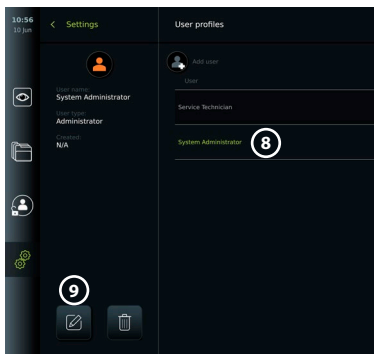 10:56
10 Jun
< Settings
User profiles
User name:
System Administrator
User type:
Administrator
Created:
N/A
Add user
User
Service Technician
System Administrator
8
9